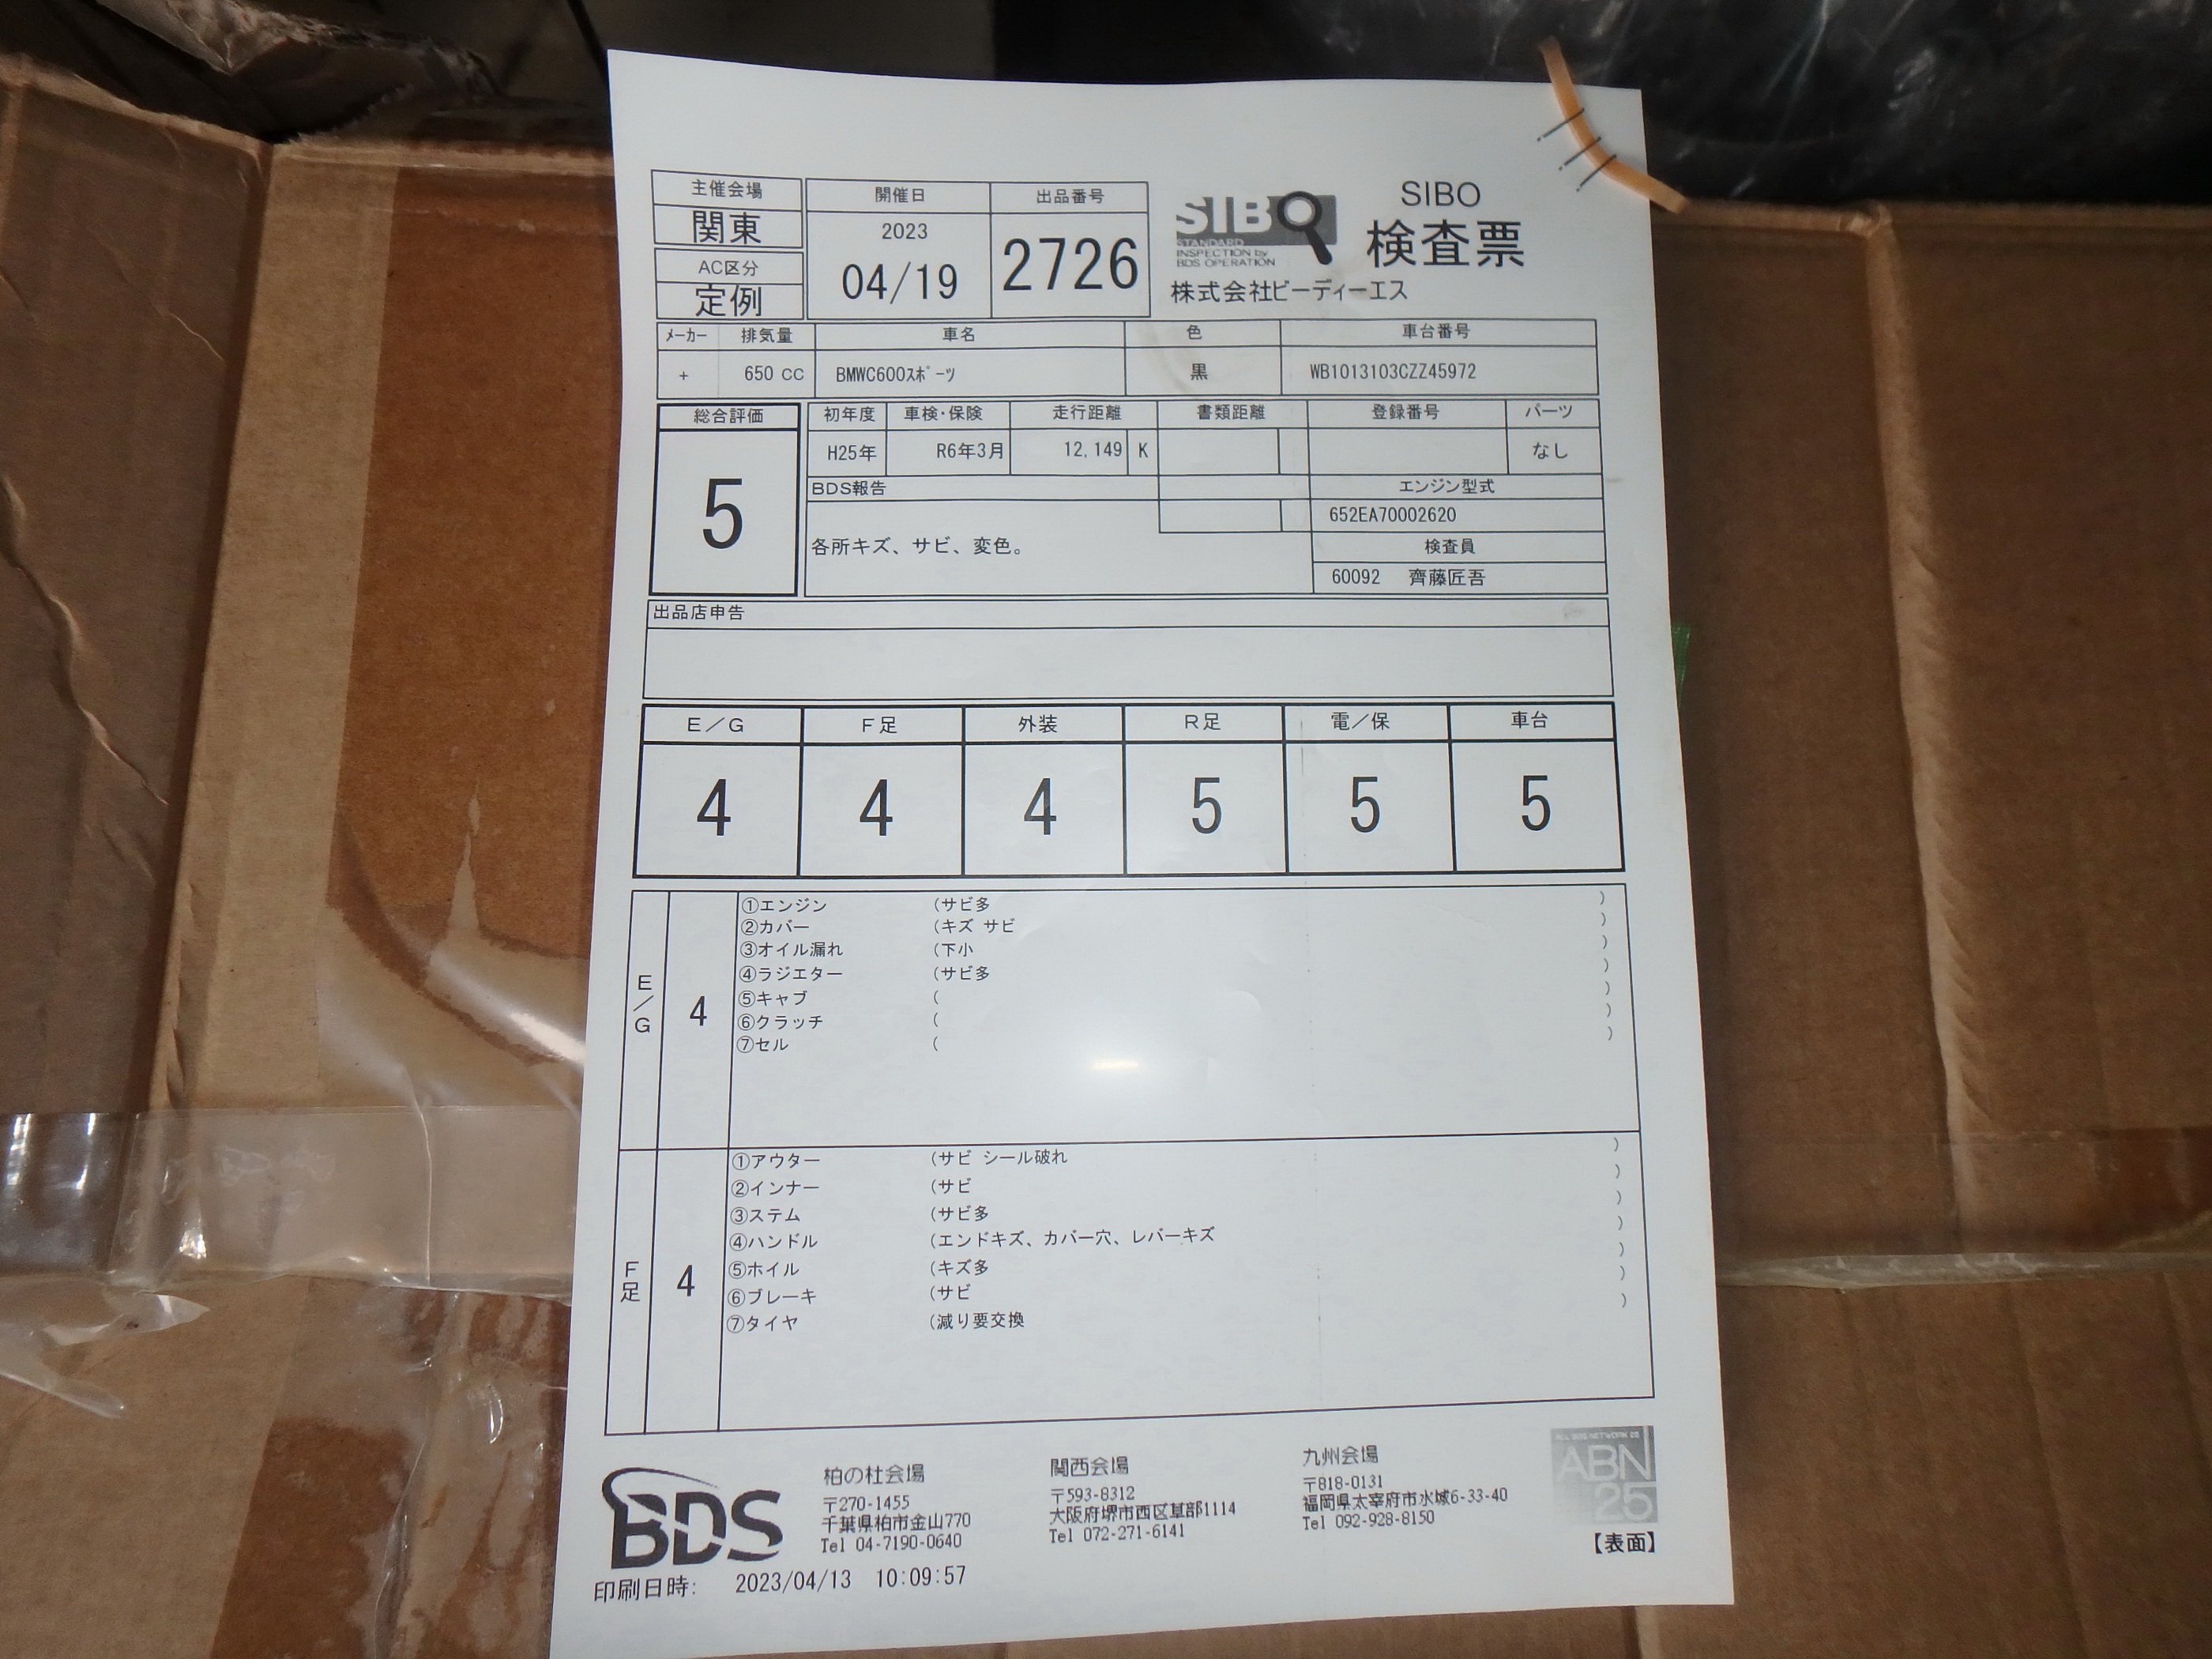 主催会場
関東
AC区分
定例
開催日
2023
04/19
出品番号
2726
SIBO
STANDARD
INSPECTION by
BDS OPERATION
SIBO
検査票
株式会社ビーディーエス
ﾒｰｶｰ 排気量 車名 色 車台番号
+ 650 CC BMWC600ｽﾎﾟｰﾂ 黒 WB1013103CZZ45972
総合評価
5
初年度 車検・保険 走行距離 書類距離 登録番号 パーツ
H25年 R6年3月 12,149 K なし
BDS報告
各所キズ、サビ、変色。
エンジン型式
652EA70002620
検査員
60092 齊藤匠吾
出品店申告
E/G F足 外装 R足 電/保 車台
4 4 4 5 5 5
E/G
4
①エンジン (サビ多 )
②カバー (キズ サビ )
③オイル漏れ (下小 )
④ラジエター (サビ多 )
⑤キャブ ( )
⑥クラッチ ( )
⑦セル ( )
F足
4
①アウター (サビ シール破れ )
②インナー (サビ )
③ステム (サビ多 )
④ハンドル (エンドキズ、カバー穴、レバーキズ )
⑤ホイル (キズ多 )
⑥ブレーキ (サビ )
⑦タイヤ (減り要交換 )
BDS
柏の杜会場
〒270-1455
千葉県柏市金山770
Tel 04-7190-0640
関西会場
〒593-8312
大阪府堺市西区草部1114
Tel 072-271-6141
九州会場
〒818-0131
福岡県太宰府市水城6-33-40
Tel 092-928-8150
ALL BDS NETWORK 25
ABN
25
【表面】
印刷日時: 2023/04/13 10:09:57